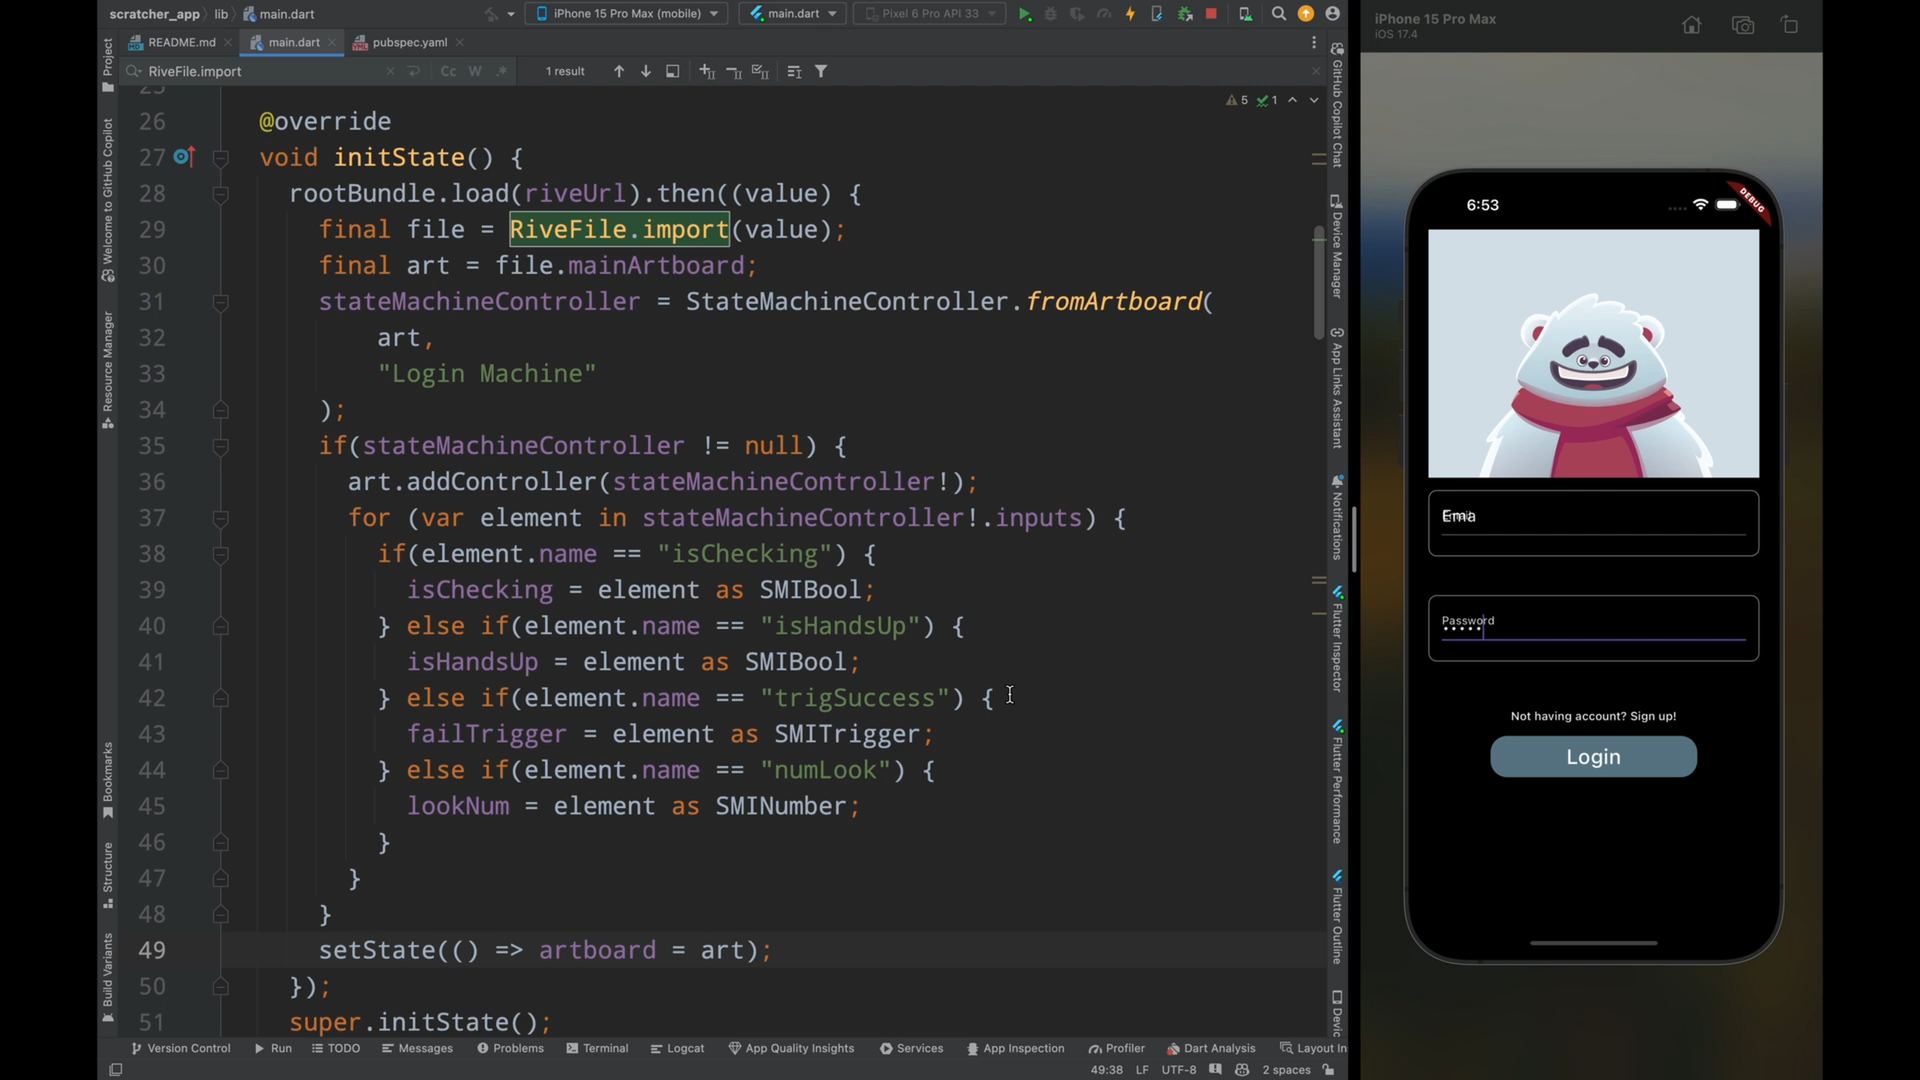 scratcher_app
lib
main.dart
iPhone 15 Pro Max (mobile)
main.dart
Pixel 6 Pro API 33
README.md
main.dart
pubspec.yaml
RiveFile.import
Cc
W
.*
1 result
5
1
25
26 @override
27 void initState() {
28 rootBundle.load(riveUrl).then((value) {
29 final file = RiveFile.import(value);
30 final art = file.mainArtboard;
31 stateMachineController = StateMachineController.fromArtboard(
32 art,
33 "Login Machine"
34 );
35 if(stateMachineController != null) {
36 art.addController(stateMachineController!);
37 for (var element in stateMachineController!.inputs) {
38 if(element.name == "isChecking") {
39 isChecking = element as SMIBool;
40 } else if(element.name == "isHandsUp") {
41 isHandsUp = element as SMIBool;
42 } else if(element.name == "trigSuccess") {
43 failTrigger = element as SMITrigger;
44 } else if(element.name == "numLook") {
45 lookNum = element as SMINumber;
46 }
47 }
48 }
49 setState(() => artboard = art);
50 });
51 super.initState();
Project
Welcome to GitHub Copilot
Resource Manager
Bookmarks
Structure
Build Variants
GitHub Copilot Chat
Device Manager
App Links Assistant
Notifications
Flutter Inspector
Flutter Performance
Flutter Outline
Devic
Version Control
Run
TODO
Messages
Problems
Terminal
Logcat
App Quality Insights
Services
App Inspection
Profiler
Dart Analysis
Layout In
49:38
LF
UTF-8
2 spaces
iPhone 15 Pro Max
iOS 17.4
6:53
DEBUG
Ema
Password
Not having account? Sign up!
Login